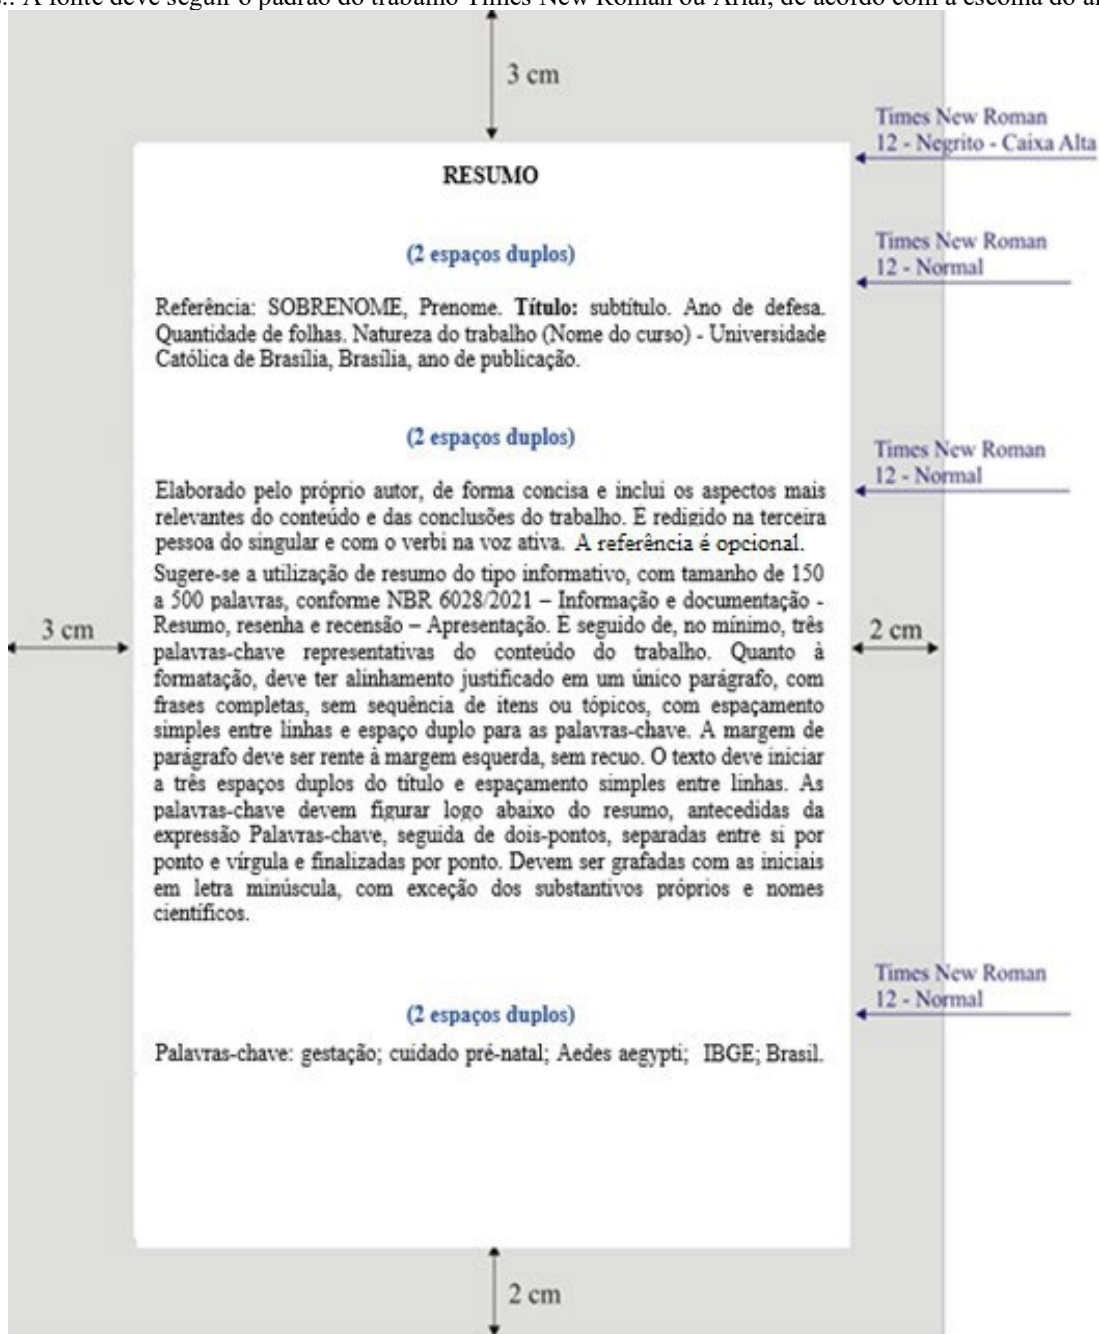 A fonte deve seguir o padrão do trabalho Times New Roman ou Arial, de acordo com a escolha do
3 cm
Times New Roman
12 - Negrito - Caixa Alta
RESUMO
(2 espaços duplos)
Times New Roman
12 - Normal
Referência: SOBRENOME, Prenome. Título: subtítulo. Ano de defesa.
Quantidade de folhas. Natureza do trabalho (Nome do curso) - Universidade
Católica de Brasília, Brasília, ano de publicação.
(2 espaços duplos)
Times New Roman
12 - Normal
Elaborado pelo próprio autor, de forma concisa e inclui os aspectos mais
relevantes do conteúdo e das conclusões do trabalho. É redigido na terceira
pessoa do singular e com o verbi na voz ativa. A referência é opcional.
Sugere-se a utilização de resumo do tipo informativo, com tamanho de 150
a 500 palavras, conforme NBR 6028/2021 – Informação e documentação -
Resumo, resenha e recensão – Apresentação. É seguido de, no mínimo, três
palavras-chave representativas do conteúdo do trabalho. Quanto à
formatação, deve ter alinhamento justificado em um único parágrafo, com
frases completas, sem sequência de itens ou tópicos, com espaçamento
simples entre linhas e espaço duplo para as palavras-chave. A margem de
parágrafo deve ser rente à margem esquerda, sem recuo. O texto deve iniciar
a três espaços duplos do título e espaçamento simples entre linhas. As
palavras-chave devem figurar logo abaixo do resumo, antecedidas da
expressão Palavras-chave, seguida de dois-pontos, separadas entre si por
ponto e vírgula e finalizadas por ponto. Devem ser grafadas com as iniciais
em letra minúscula, com exceção dos substantivos próprios e nomes
científicos.
3 cm
2 cm
(2 espaços duplos)
Times New Roman
12 - Normal
Palavras-chave: gestação; cuidado pré-natal; Aedes aegypti; IBGE; Brasil.
2 cm